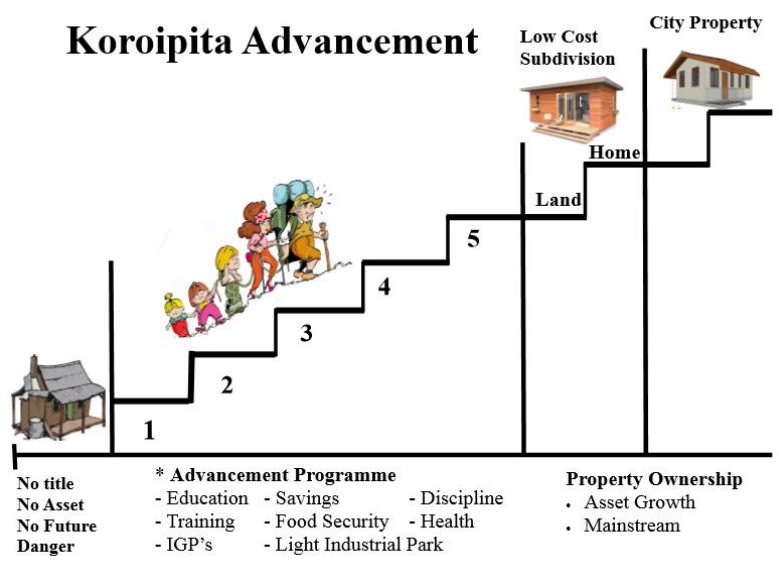 Koroipita Advancement
Low Cost
Subdivision
City Property
Home
Land
5
4
3
2
1
No title
No Asset
No Future
Danger
* Advancement Programme
- Education - Savings - Discipline
- Training - Food Security - Health
- IGP's - Light Industrial Park
Property Ownership
• Asset Growth
• Mainstream